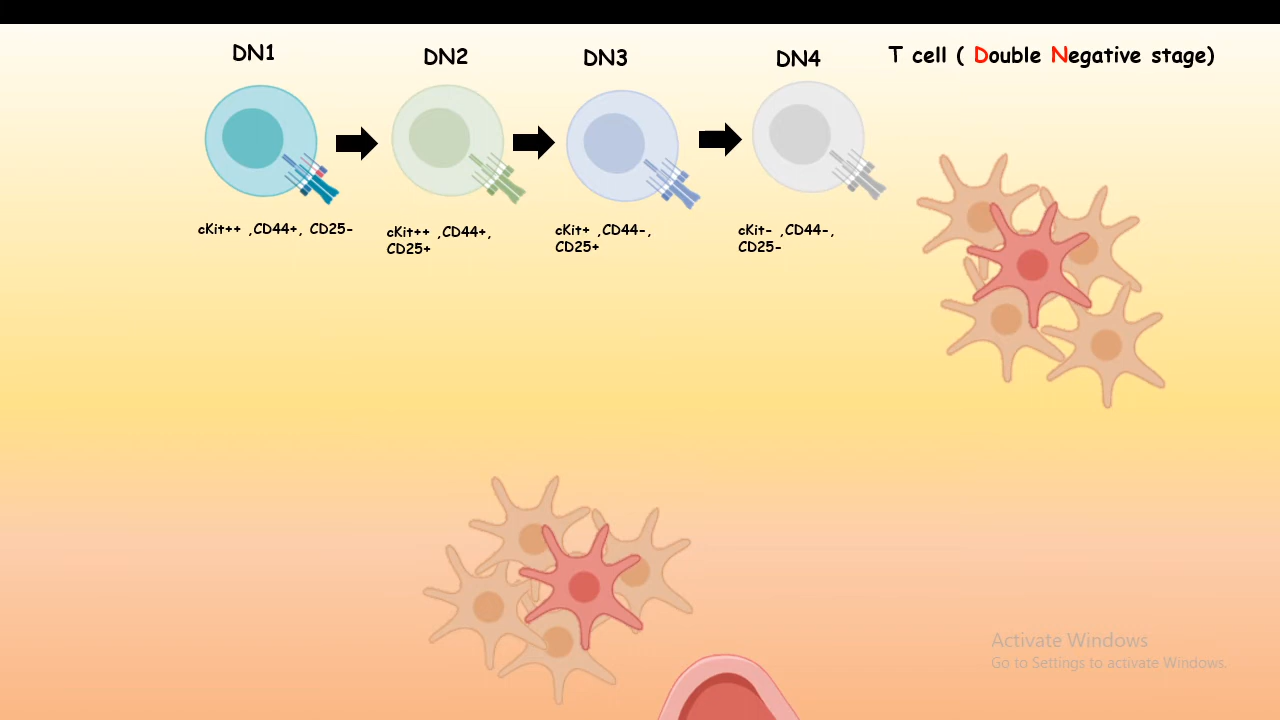 DN1
DN2
DN3
DN4
T cell ( Double Negative stage)
cKit++ ,CD44+, CD25-
cKit++ ,CD44+,
CD25+
cKit+ ,CD44-,
CD25+
cKit- ,CD44-,
CD25-
Activate Windows
Go to Settings to activate Windows.